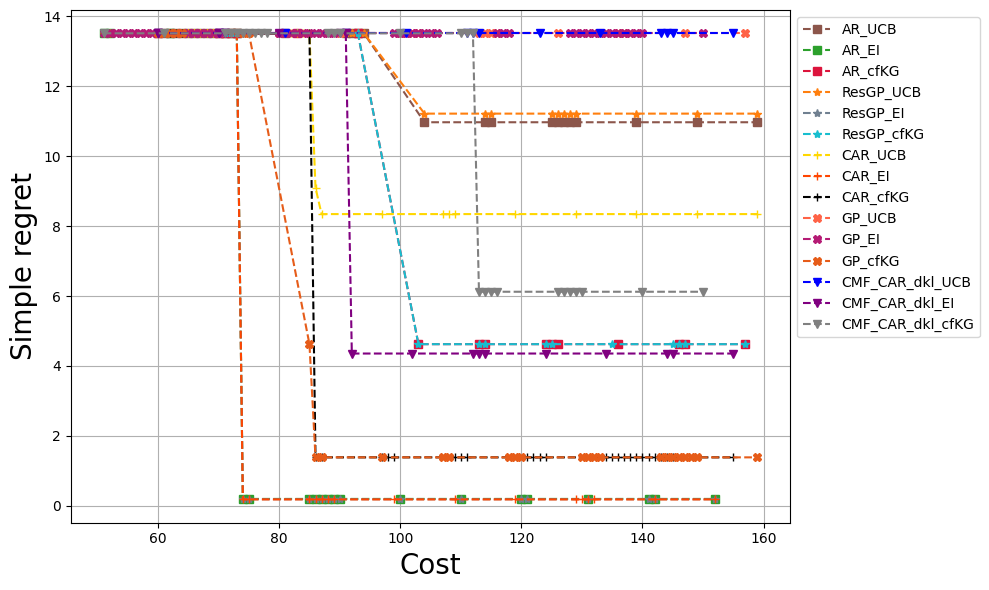 14
12
10
8
6
4
2
0
Simple regret
60
80
100
120
140
160
Cost
AR_UCB
AR_EI
AR_cfKG
ResGP_UCB
ResGP_EI
ResGP_cfKG
CAR_UCB
CAR_EI
CAR_cfKG
GP_UCB
GP_EI
GP_cfKG
CMF_CAR_dkl_UCB
CMF_CAR_dkl_EI
CMF_CAR_dkl_cfKG